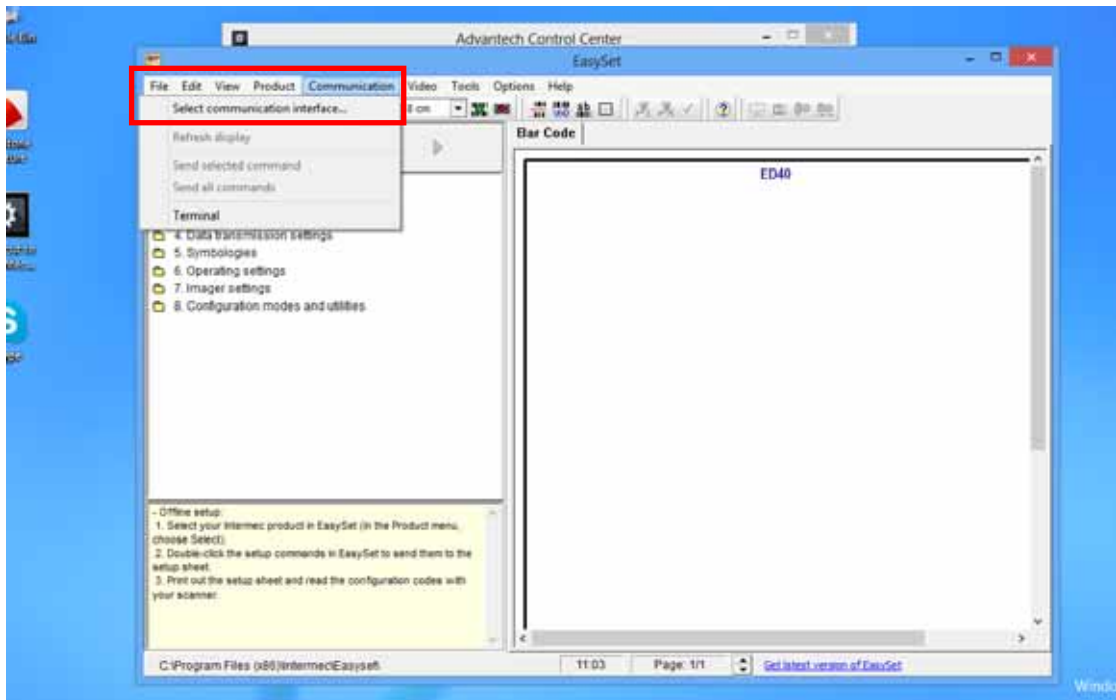 Advantech Control Center
EasySet
File Edit View Product Communication Video Tools Options Help
Select communication interface...
8 cm
Refresh display
Send selected command
Send all commands
Terminal
4. Data transmission settings
5. Symbologies
6. Operating settings
7. Imager settings
8. Configuration modes and utilities
Bar Code
ED40
- Offline setup:
1. Select your Intermec product in EasySet (in the Product menu,
choose Select).
2. Double-click the setup commands in EasySet to send them to the
setup sheet.
3. Print out the setup sheet and read the configuration codes with
your scanner.
C:\Program Files (x86)\Intermec\Easyset\
11:03
Page: 1/1
Get latest version of EasySet